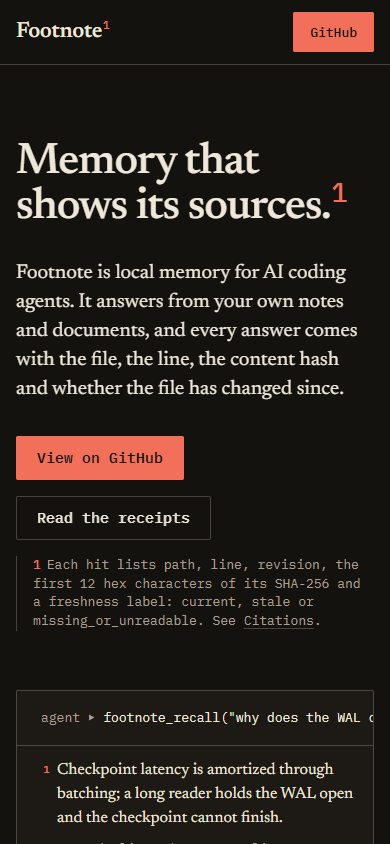 Footnote1
GitHub
Memory that
shows its sources.1
Footnote is local memory for AI coding
agents. It answers from your own notes
and documents, and every answer comes
with the file, the line, the content hash
and whether the file has changed since.
View on GitHub
Read the receipts
1 Each hit lists path, line, revision, the
first 12 hex characters of its SHA-256 and
a freshness label: current, stale or
missing_or_unreadable. See Citations.
agent ▸ footnote_recall("why does the WAL
1 Checkpoint latency is amortized through
batching; a long reader holds the WAL open
and the checkpoint cannot finish.